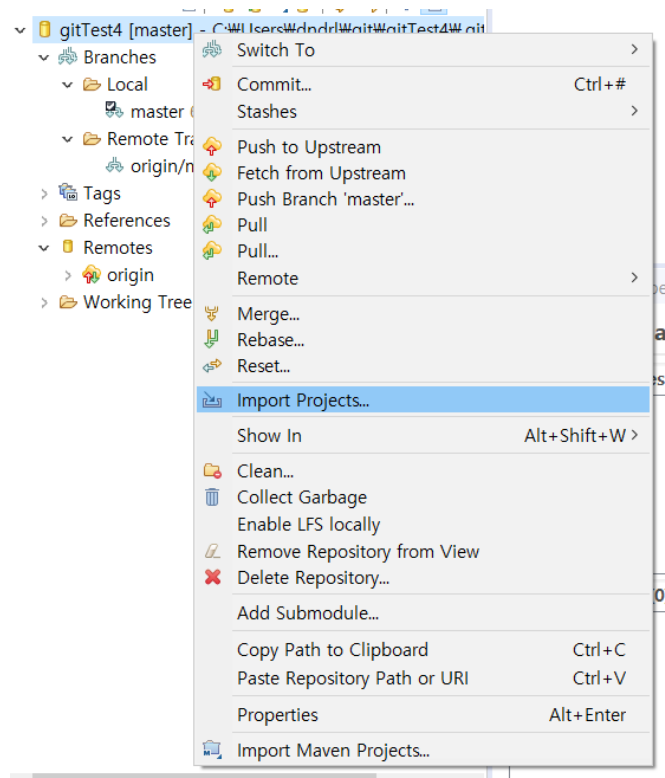 gitTest4 [master] - C:₩Users₩dndrl₩git₩gitTest4₩.git
Branches
Local
master
Remote Tra
origin/m
Tags
References
Remotes
origin
Working Tree
Switch To
Commit... Ctrl+#
Stashes
Push to Upstream
Fetch from Upstream
Push Branch 'master'...
Pull
Pull...
Remote
Merge...
Rebase...
Reset...
Import Projects...
Show In Alt+Shift+W
Clean...
Collect Garbage
Enable LFS locally
Remove Repository from View
Delete Repository...
Add Submodule...
Copy Path to Clipboard Ctrl+C
Paste Repository Path or URI Ctrl+V
Properties Alt+Enter
Import Maven Projects...